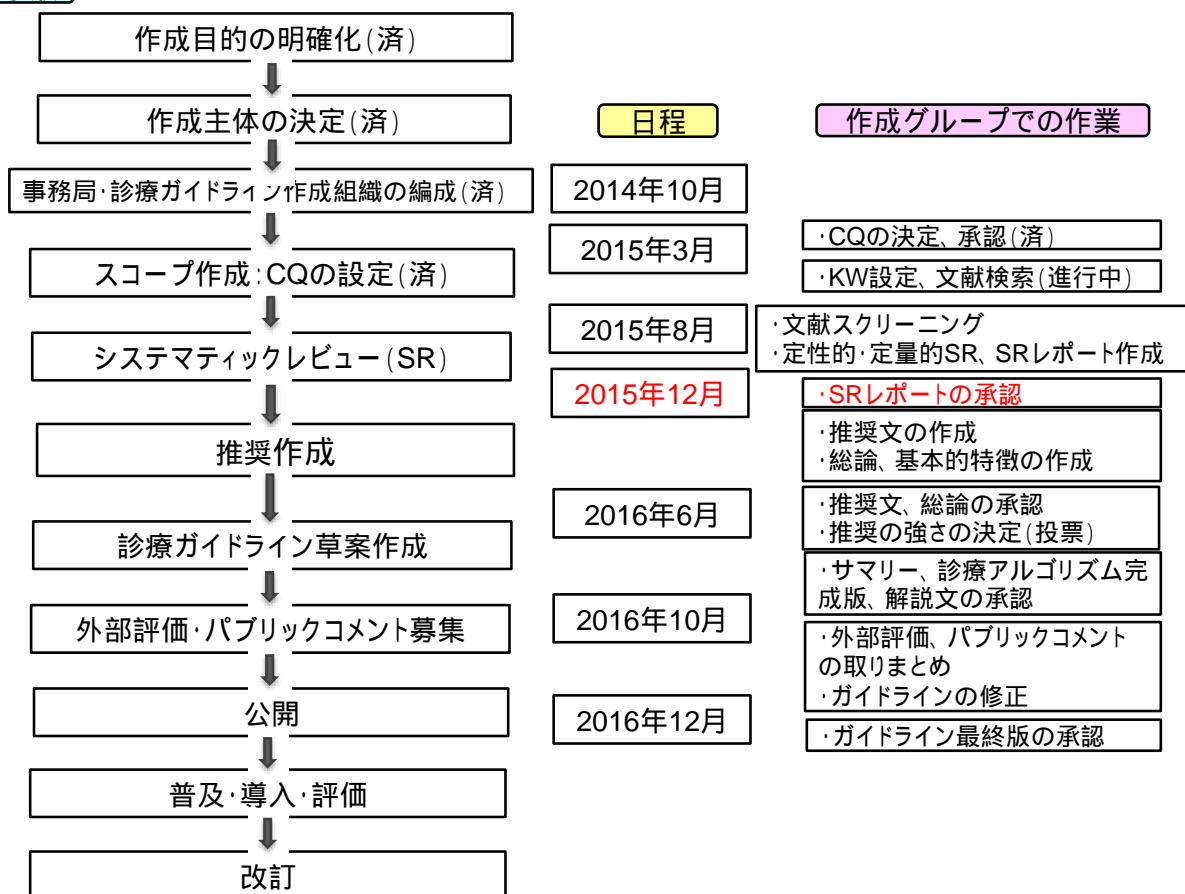 作成目的の明確化(済)
作成主体の決定(済)
事務局・診療ガイドライン作成組織の編成(済)
スコープ作成:CQの設定(済)
システマティックレビュー(SR)
推奨作成
診療ガイドライン草案作成
外部評価・パブリックコメント募集
公開
普及・導入・評価
改訂
日程
2014年10月
2015年3月
2015年8月
2015年12月
2016年6月
2016年10月
2016年12月
作成グループでの作業
・CQの決定、承認(済)
・KW設定、文献検索(進行中)
・文献スクリーニング
・定性的・定量的SR、SRレポート作成
・SRレポートの承認
・推奨文の作成
・総論、基本的特徴の作成
・推奨文、総論の承認
・推奨の強さの決定(投票)
・サマリー、診療アルゴリズム完
成版、解説文の承認
・外部評価、パブリックコメント
の取りまとめ
・ガイドラインの修正
・ガイドライン最終版の承認